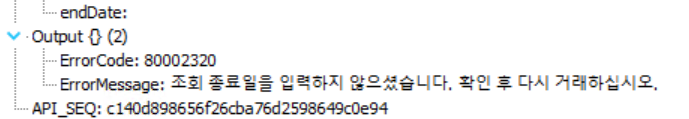 endDate:
Output {} (2)
ErrorCode: 80002320
ErrorMessage: 조회 종료일을 입력하지 않으셨습니다. 확인 후 다시 거래하십시오.
API_SEQ: c140d898656f26cba76d2598649c0e94